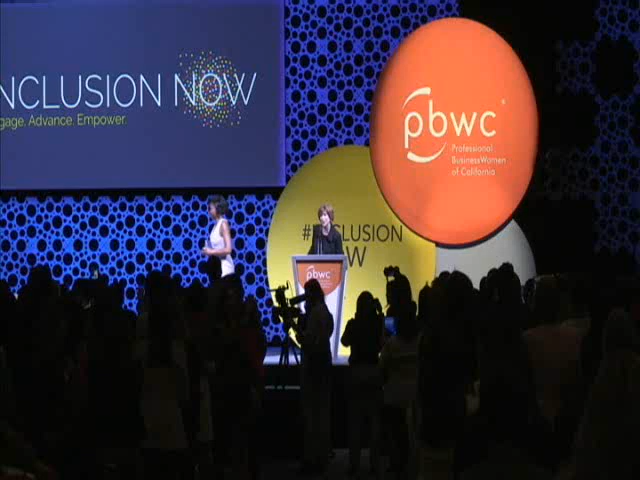 NCLUSION NOW
gage. Advance. Empower.
pbwc
Professional
BusinessWomen
of California
#INCLUSION
NOW
pbwc